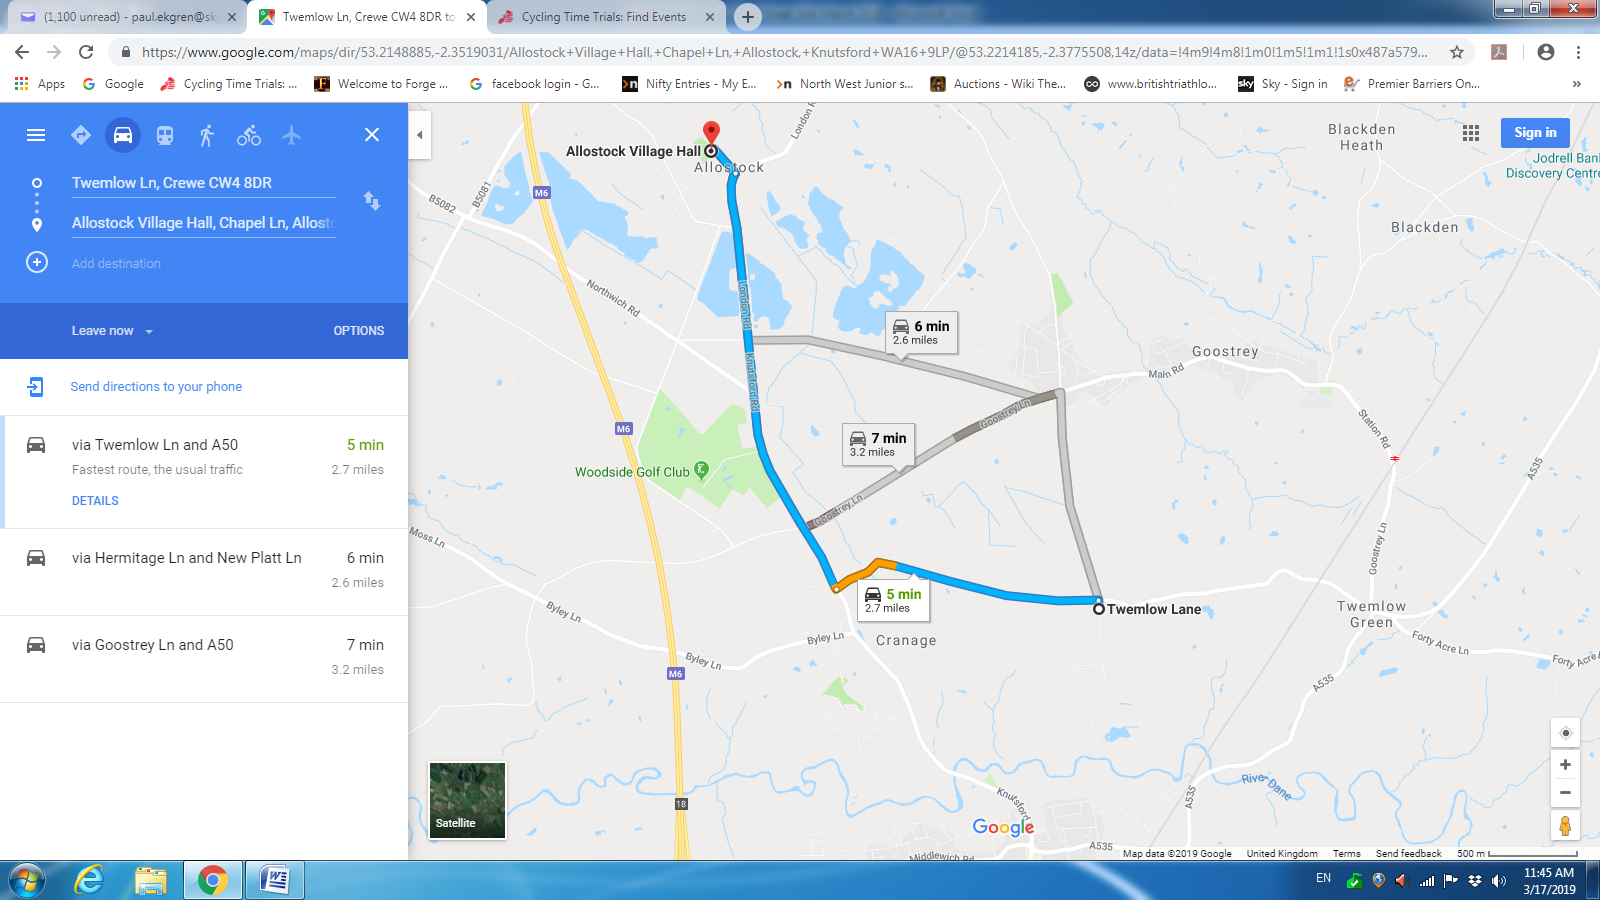 (1,100 unread) - paul.ekgren@sk
Twemlow Ln, Crewe CW4 8DR to
Cycling Time Trials: Find Events
https://www.google.com/maps/dir/53.2148885,-2.3519031/Allostock+Village+Hall,+Chapel+Ln,+Allostock,+Knutsford+WA16+9LP/@53.2214185,-2.3775508,14z/data=!4m9!4m8!1m0!1m5!1m1!1s0x487a579...
Apps
Google
Cycling Time Trials: ...
Welcome to Forge ...
facebook login - G...
Nifty Entries - My E...
North West Junior s...
Auctions - Wiki The...
www.britishtriathlo...
Sky - Sign in
Premier Barriers On...
»
Twemlow Ln, Crewe CW4 8DR
Allostock Village Hall, Chapel Ln, Allost
Add destination
Leave now
OPTIONS
Send directions to your phone
via Twemlow Ln and A50
5 min
Fastest route, the usual traffic
2.7 miles
DETAILS
via Hermitage Ln and New Platt Ln
6 min
2.6 miles
via Goostrey Ln and A50
7 min
3.2 miles
Sign in
London R
Blackden
Heath
Jodrell Ban
Discovery Centre
Allostock Village Hall
Allostock
B5081
M6
B5082
Blackden
London Rd
Northwich Rd
6 min
2.6 miles
Goostrey
Main Rd
Knutsford Rd
Goostrey Ln
Station Rd
M6
7 min
3.2 miles
Woodside Golf Club
A535
Goostrey Ln
Moss Ln
Goostrey Ln
5 min
2.7 miles
Twemlow Lane
Twemlow
Green
Byley Ln
Byley Ln
Cranage
Forty Acre Ln
Forty Acre
Byley Ln
M6
A535
River Dane
A535
Knutsford
18
Satellite
Google
A535
Middlewich Rd
Map data ©2019 Google
United Kingdom
Terms
Send feedback
500 m
EN
11:45 AM
3/17/2019